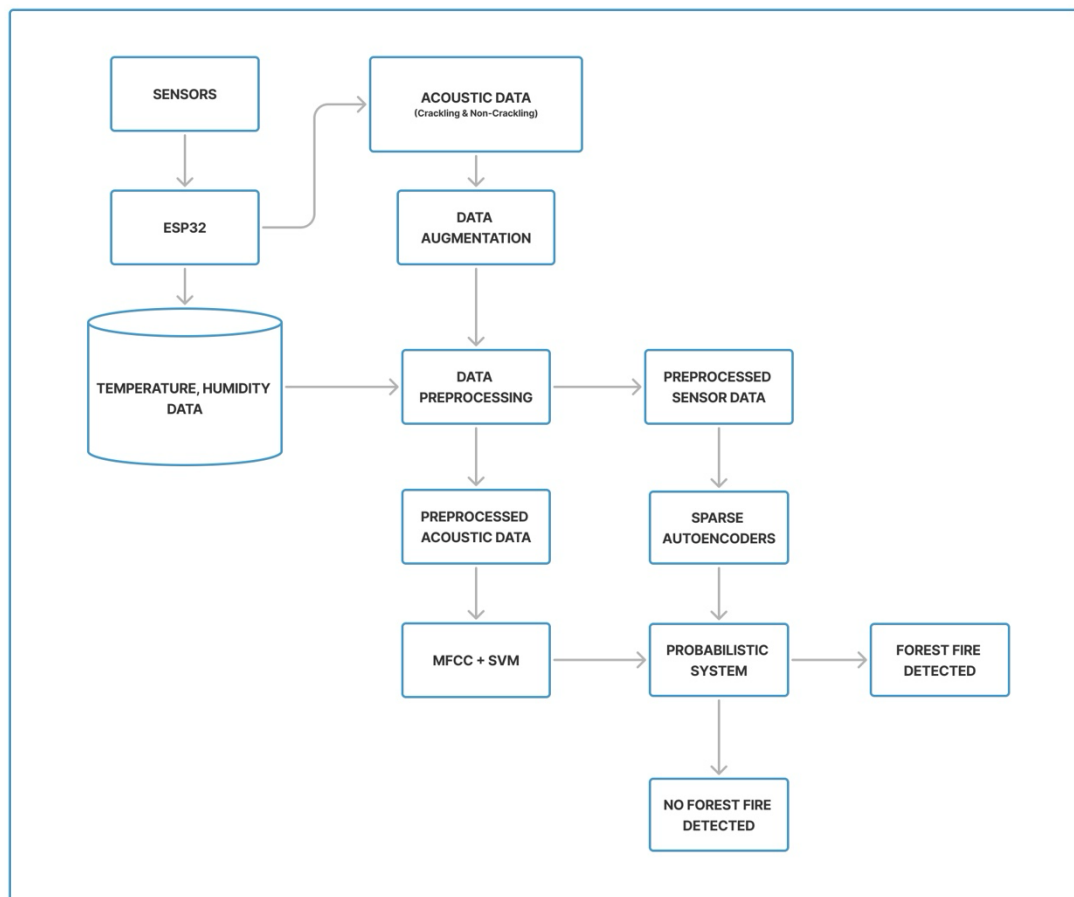 SENSORS
ACOUSTIC DATA
(Crackling & Non-Crackling)
ESP32
DATA
AUGMENTATION
TEMPERATURE, HUMIDITY
DATA
DATA
PREPROCESSING
PREPROCESSED
SENSOR DATA
PREPROCESSED
ACOUSTIC DATA
SPARSE
AUTOENCODERS
MFCC + SVM
PROBABILISTIC
SYSTEM
FOREST FIRE
DETECTED
NO FOREST FIRE
DETECTED